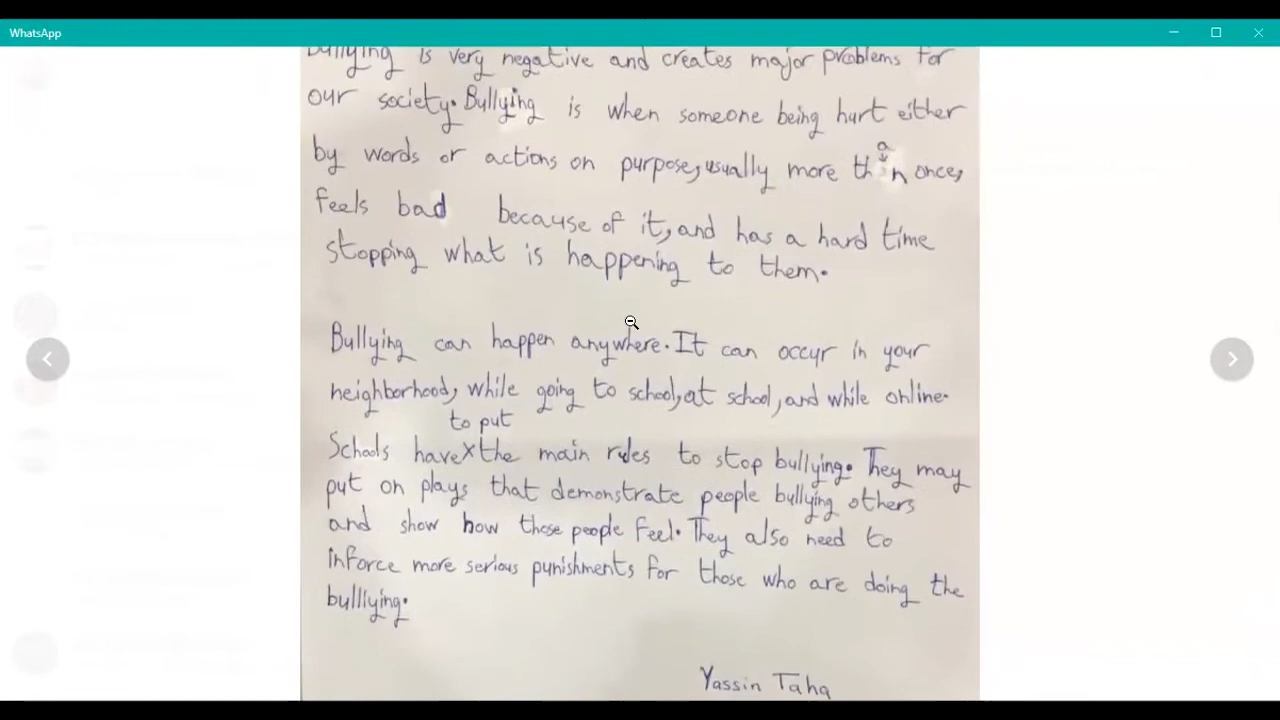 WhatsApp
Bullying is very negative and creates major problems for
our society. Bullying is when someone being hurt either
by words or actions on purpose, usually more than once,
feels bad because of it, and has a hard time
stopping what is happening to them.
Bullying can happen anywhere. It can occur in your
neighborhood, while going to school, at school, and while online.
to put
Schools have x the main rules to stop bullying. They may
put on plays that demonstrate people bullying others
and show how those people feel. They also need to
inforce more serious punishments for those who are doing the
bulllying.
Yassin Taha